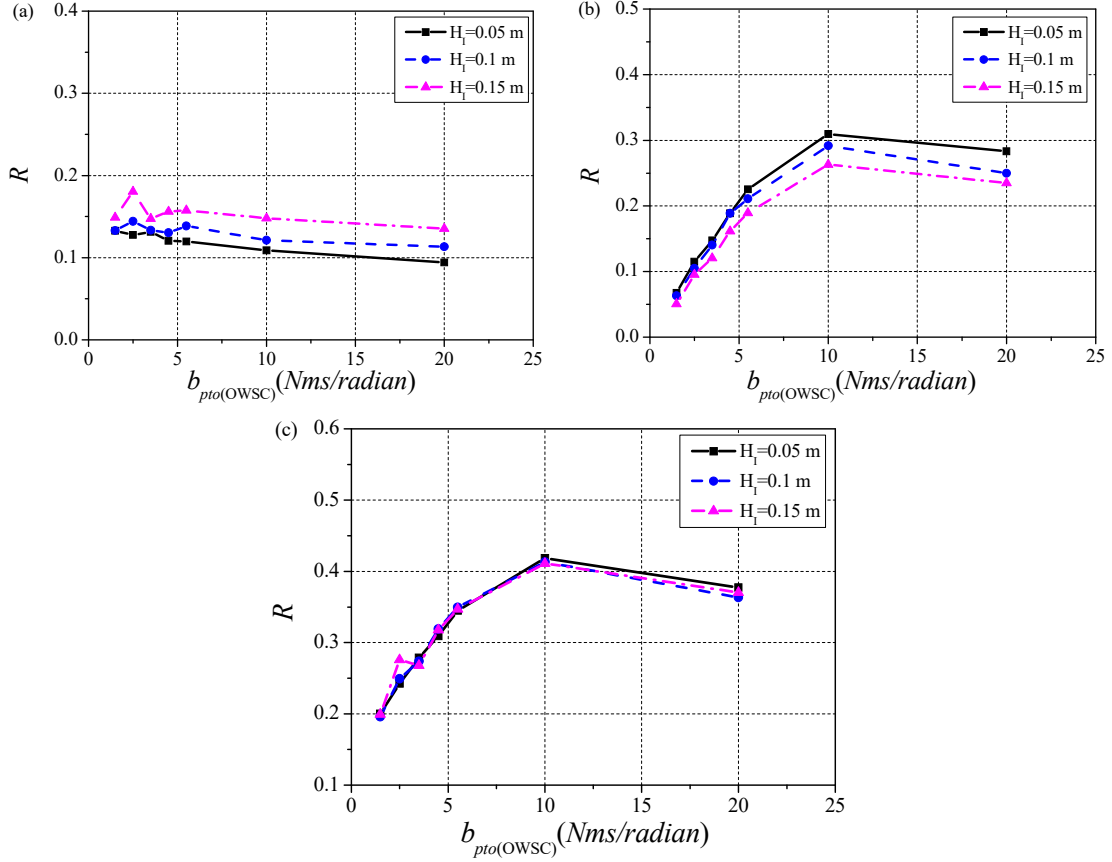 (a)
0.4
0.3
0.2
0.1
0.0
R
H_I=0.05 m
H_I=0.1 m
H_I=0.15 m
0 5 10 15 20 25
b_pto(OWSC)(Nms/radian)
(b)
0.5
0.4
0.3
0.2
0.1
0.0
R
H_I=0.05 m
H_I=0.1 m
H_I=0.15 m
0 5 10 15 20 25
b_pto(OWSC)(Nms/radian)
(c)
0.6
0.5
0.4
0.3
0.2
0.1
R
H_I=0.05 m
H_I=0.1 m
H_I=0.15 m
0 5 10 15 20 25
b_pto(OWSC)(Nms/radian)